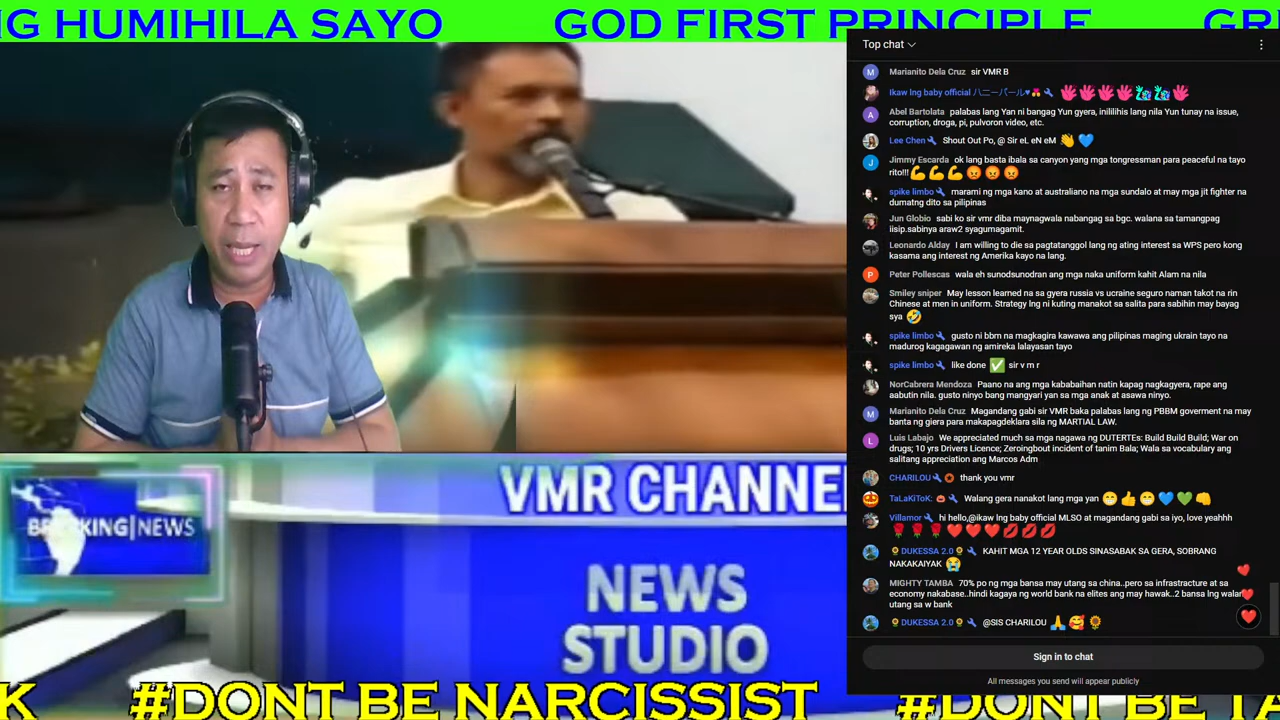 NG HUMIHILA SAYO GOD FIRST PRINCIPLE
Top chat
Marianito Dela Cruz sir VMR B
Ikaw lng baby official ハニーパール♥🍒 👋👋👋👋🗽🗽👋
Abel Bartolata palabas lang Yan ni bangag Yun gyera, inililihis lang nila Yun tunay na issue,
corruption, droga, pi, pulvoron video, etc.
Lee Chen Shout Out Po, @ Sir eL eN eM 👏 💙
Jimmy Escarda ok lang basta ibala sa canyon yang mga tongressman para peaceful na tayo
rito!!!💪💪💪😡😡😡
spike limbo marami ng mga kano at australiano na mga sundalo at may mga jit fighter na
dumatng dito sa pilipinas
Jun Globio sabi ko sir vmr diba maynagwala nabangag sa bgc. walana sa tamangpag
iisip.sabinya araw2 syagumagamit.
Leonardo Alday I am willing to die sa pagtatanggol lang ng ating interest sa WPS pero kong
kasama ang interest ng Amerika kayo na lang.
Peter Pollescas wala eh sunodsunodran ang mga naka uniform kahit Alam na nila
Smiley sniper May lesson learned na sa gyera russia vs ucraine seguro naman takot na rin
Chinese at men in uniform. Strategy lng ni kuting manakot sa salita para sabihin may bayag
sya 🤣
spike limbo gusto ni bbm na magkagira kawawa ang pilipinas maging ukrain tayo na
madurog kagagawan ng amireka lalayasan tayo
spike limbo like done ✅ sir v m r
NorCabrera Mendoza Paano na ang mga kababaihan natin kapag nagkagyera, rape ang
aabutin nila. gusto ninyo bang mangyari yan sa mga anak at asawa ninyo.
Marianito Dela Cruz Magandang gabi sir VMR baka palabas lang ng PBBM goverment na may
banta ng giera para makapagdeklara sila ng MARTIAL LAW.
Luis Labajo We appreciated much sa mga nagawa ng DUTERTEs: Build Build Build; War on
drugs; 10 yrs Drivers Licence; Zeroingbout incident of tanim Bala; Wala sa vocabulary ang
salitang appreciation ang Marcos Adm
CHARILOU thank you vmr
TaLaKiToK: Walang gera nanakot lang mga yan 😁👍😁💙💚👊
Villamor hi hello,@ikaw lng baby official MLSO at magandang gabi sa iyo, love yeahhh
🌹🌹🌹❤❤❤💋💋💋
🌻DUKESSA 2.0🌻 KAHIT MGA 12 YEAR OLDS SINASABAK SA GERA, SOBRANG
NAKAKAIYAK 😭
MIGHTY TAMBA 70% po ng mga bansa may utang sa china..pero sa infrastracture at sa
economy nakabase..hindi kagaya ng world bank na elites ang may hawak..2 bansa lng walang
utang sa w bank
🌻DUKESSA 2.0🌻 @SIS CHARILOU 🙏🥰🌻
Sign in to chat
All messages you send will appear publicly
BREAKING|NEWS
VMR CHANNE
NEWS
STUDIO
K #DONT BE NARCISSIST #DONT BE TA